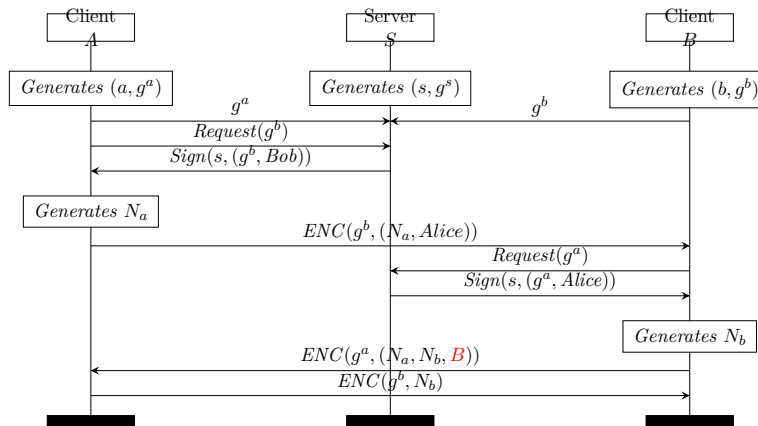 Client Server Client
A S B
Generates (a, g^a) Generates (s, g^s) Generates (b, g^b)
g^a g^b
Request(g^b)
Sign(s, (g^b, Bob))
Generates N_a
ENC(g^b, (N_a, Alice))
Request(g^a)
Sign(s, (g^a, Alice))
Generates N_b
ENC(g^a, (N_a, N_b, B))
ENC(g^b, N_b)